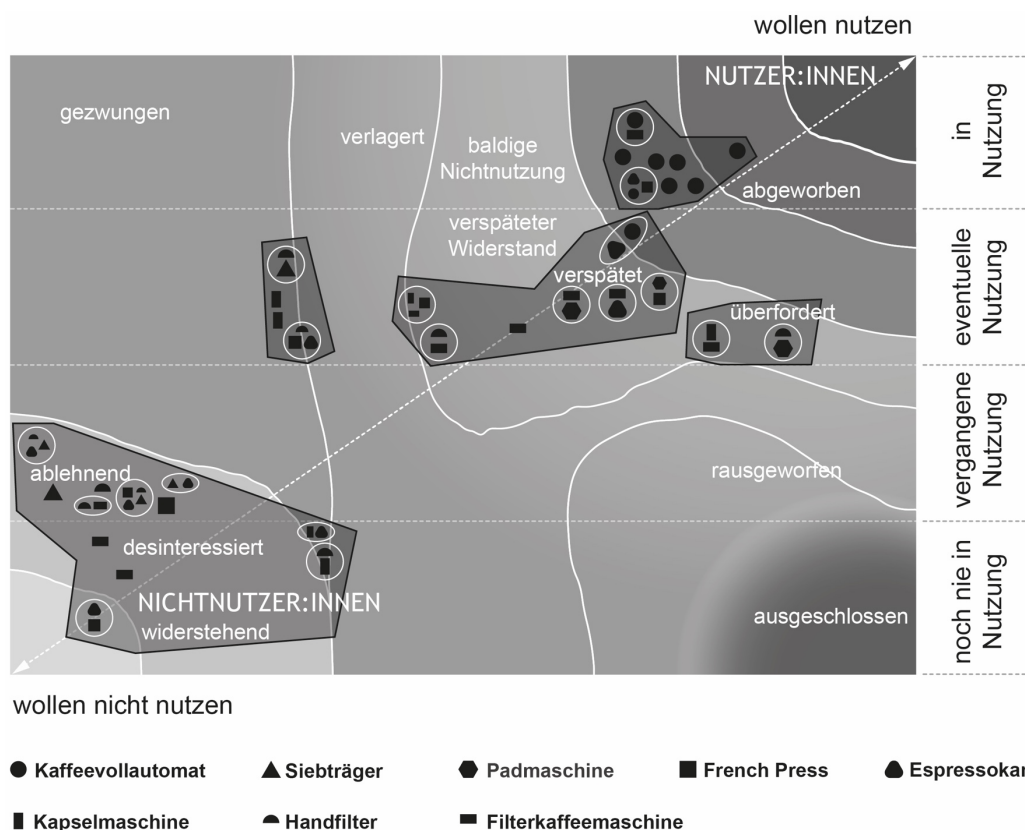 wollen nutzen
NUTZER:INNEN
gezwungen
verlagert
baldige
Nichtnutzung
abgeworben
in
Nutzung
verspäteter
Widerstand
verspätet
überfordert
eventuelle
Nutzung
ablehnend
rausgeworfen
vergangene
Nutzung
desinteressiert
NICHTNUTZER:INNEN
widerstehend
ausgeschlossen
noch nie in
Nutzung
wollen nicht nutzen
Kaffeevollautomat
Siebträger
Padmaschine
French Press
Espressokan
Kapselmaschine
Handfilter
Filterkaffeemaschine